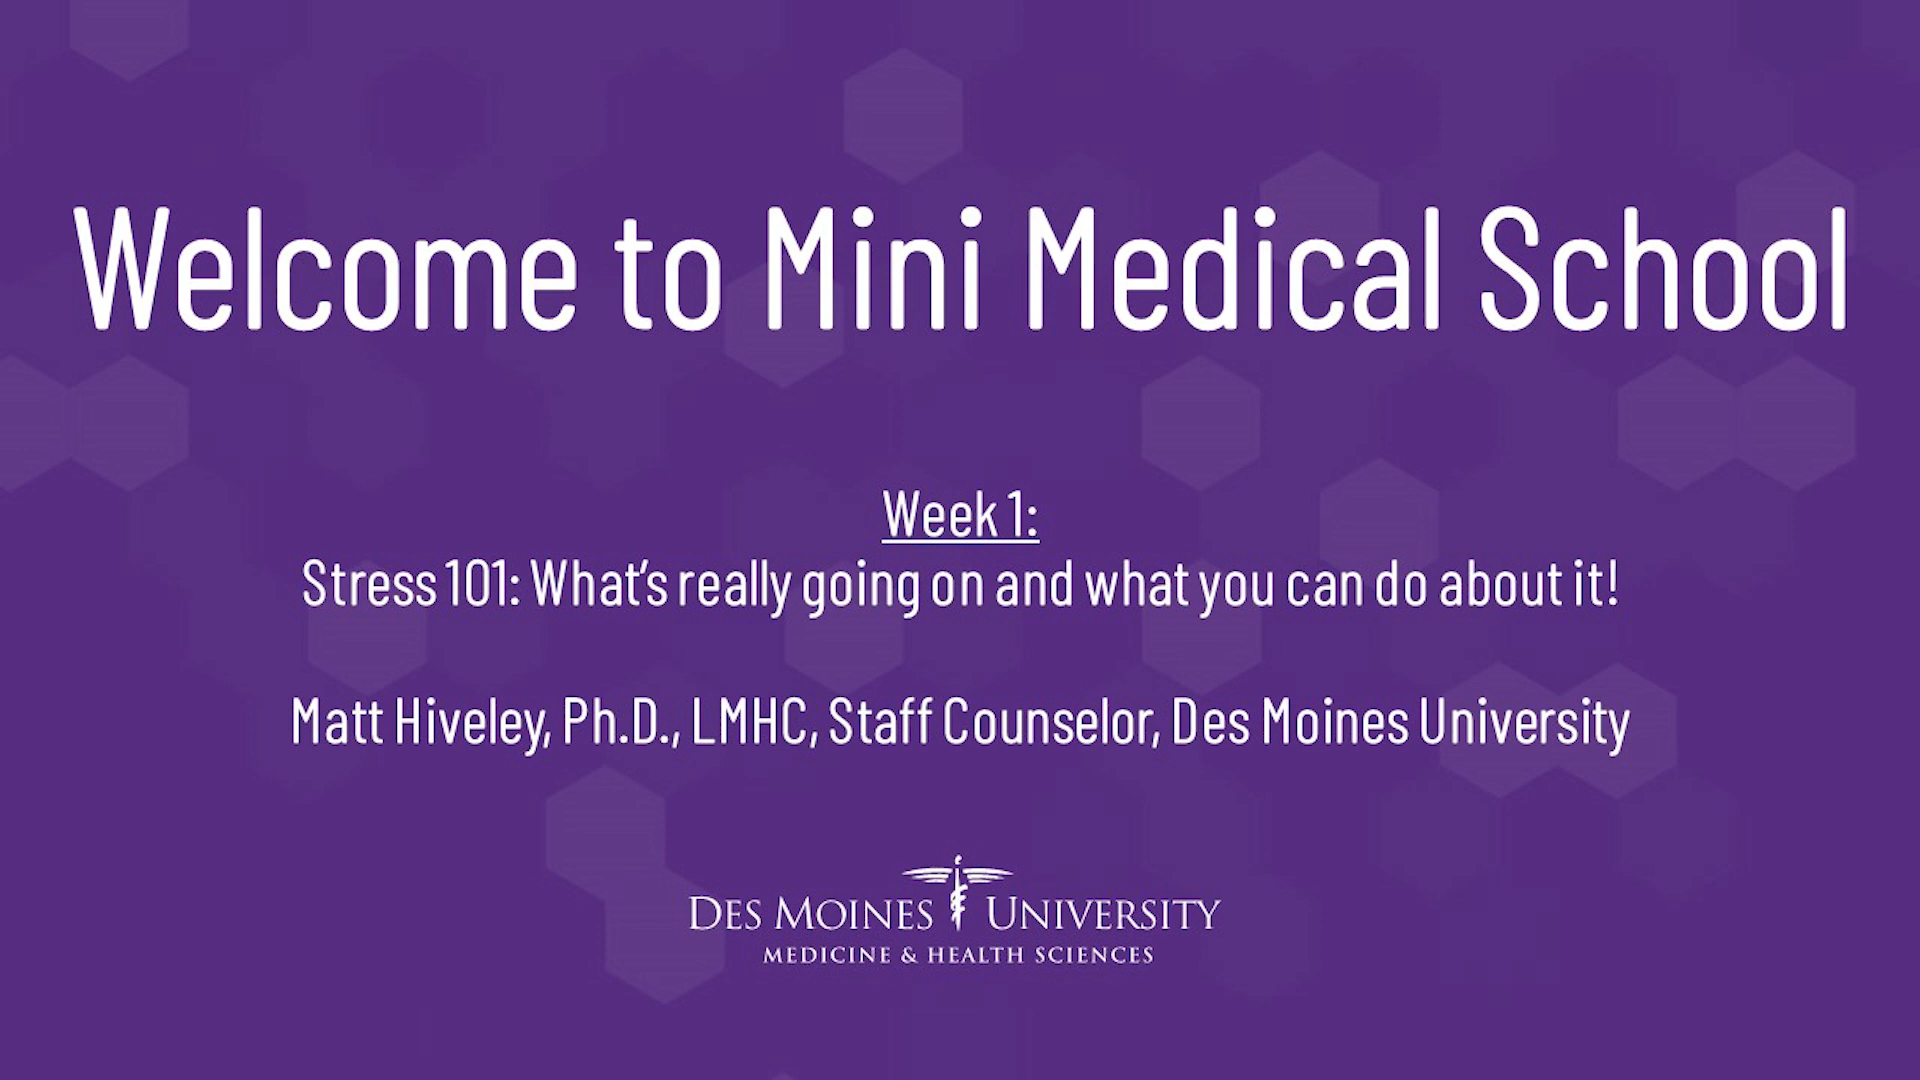 Welcome to Mini Medical School
Week 1:
Stress 101: What's really going on and what you can do about it!
Matt Hiveley, Ph.D., LMHC, Staff Counselor, Des Moines University
DES MOINES UNIVERSITY
MEDICINE & HEALTH SCIENCES